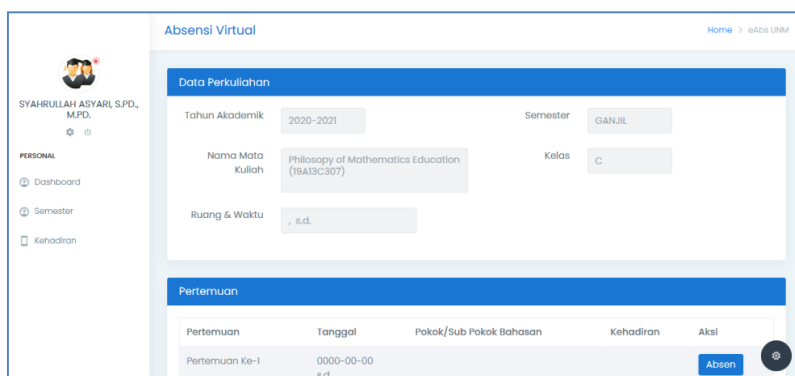 Absensi Virtual
Home > eAbs UNM
SYAHRULLAH ASYARI, S.PD.,
M.PD.
PERSONAL
Dashboard
Semester
Kehadiran
Data Perkuliahan
Tahun Akademik
2020-2021
Semester
GANJIL
Nama Mata
Kuliah
Philosopy of Mathematics Education
(19A13C307)
Kelas
C
Ruang & Waktu
, s.d.
Pertemuan
Pertemuan
Tanggal
Pokok/Sub Pokok Bahasan
Kehadiran
Aksi
Pertemuan Ke-1
0000-00-00
s.d
Absen